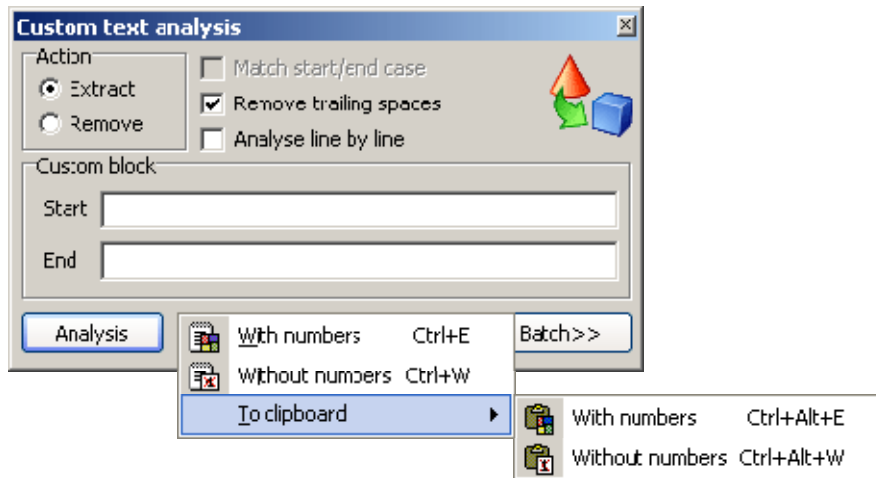 Custom text analysis
Action
Extract
Remove
Match start/end case
Remove trailing spaces
Analyse line by line
Custom block
Start
End
Analysis
Batch>>
With numbers Ctrl+E
Without numbers Ctrl+W
To clipboard
With numbers Ctrl+Alt+E
Without numbers Ctrl+Alt+W